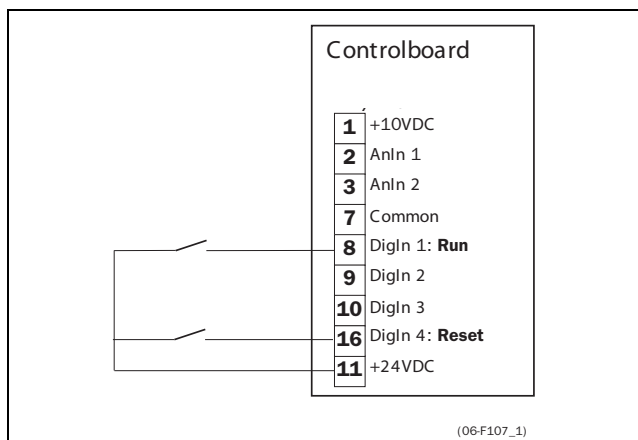 Controlboard
1 +10VDC
2 AnIn 1
3 AnIn 2
7 Common
8 DigIn 1: Run
9 DigIn 2
10 DigIn 3
16 DigIn 4: Reset
11 +24VDC
(06-F107_1)